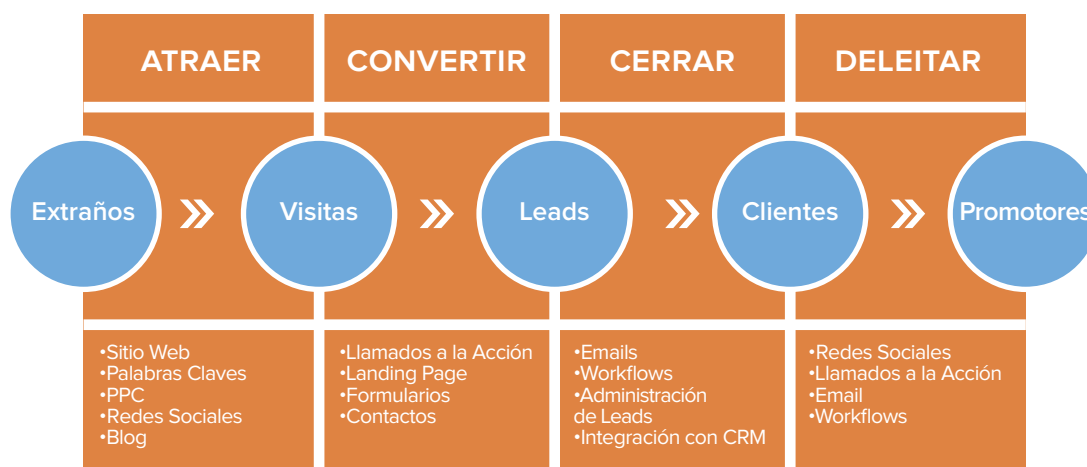 ATRAER
CONVERTIR
CERRAR
DELEITAR
Extraños
Visitas
Leads
Clientes
Promotores
•Sitio Web
•Palabras Claves
•PPC
•Redes Sociales
•Blog
•Llamados a la Acción
•Landing Page
•Formularios
•Contactos
•Emails
•Workflows
•Administración
de Leads
•Integración con CRM
•Redes Sociales
•Llamados a la Acción
•Email
•Workflows